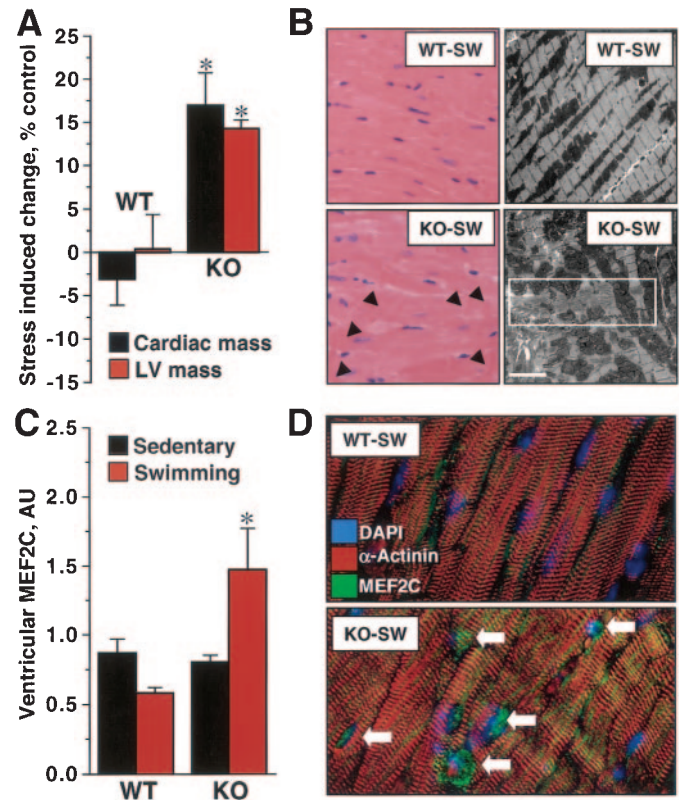 A
Stress induced change, % control
25
20
15
10
5
0
-5
-10
-15
WT
*
*
KO
Cardiac mass
LV mass
B
WT-SW
WT-SW
KO-SW
KO-SW
C
Ventricular MEF2C, AU
2.5
2.0
1.5
1.0
0.5
0.0
Sedentary
Swimming
*
WT
KO
D
WT-SW
DAPI
α-Actinin
MEF2C
KO-SW